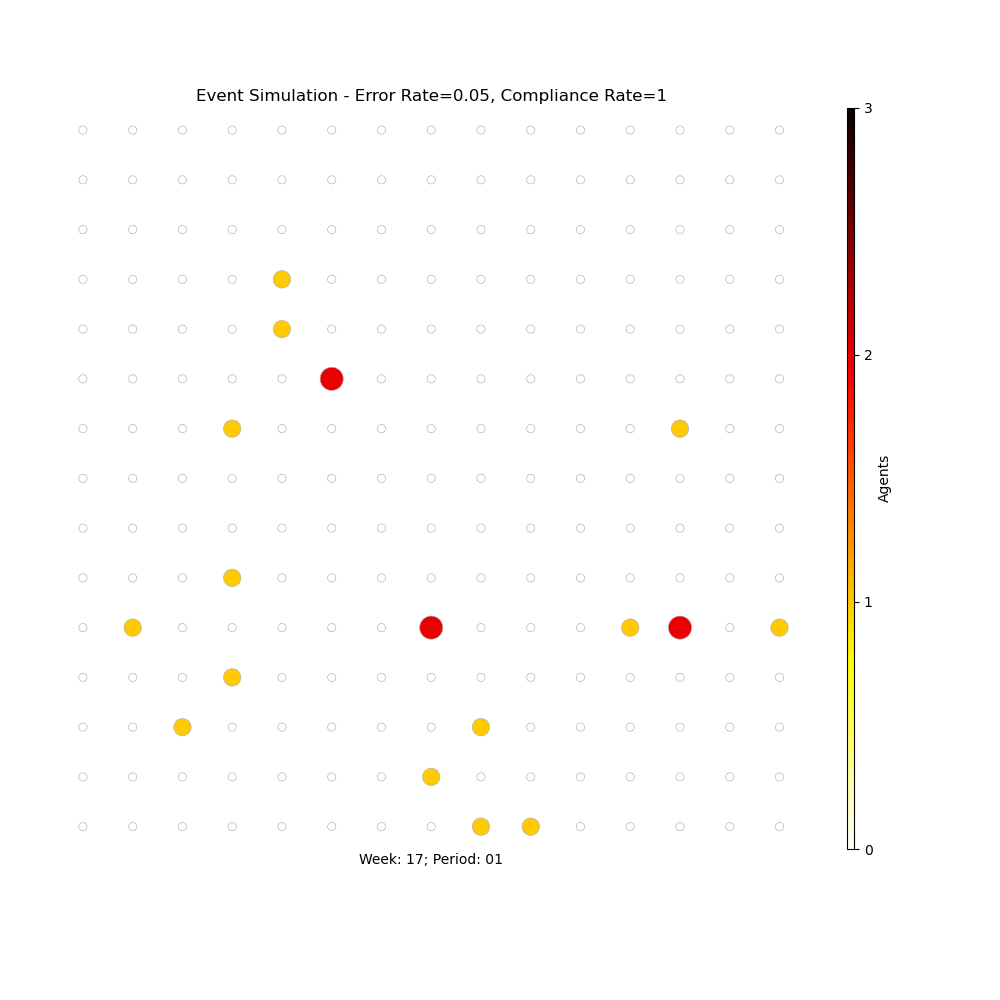 Event Simulation - Error Rate=0.05, Compliance Rate=1
3
2
Agents
1
0
Week: 17; Period: 01